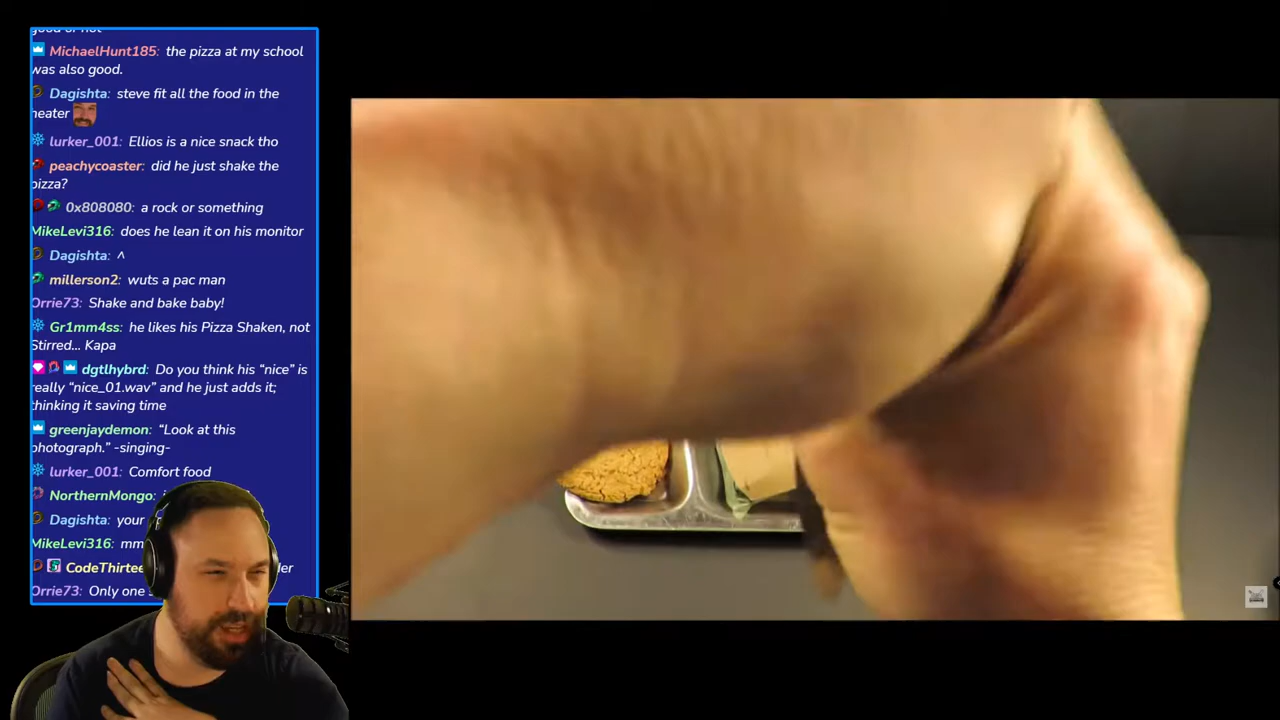 MichaelHunt185: the pizza at my school
was also good.
Dagishta: steve fit all the food in the
heater
lurker_001: Ellios is a nice snack tho
peachycoaster: did he just shake the
pizza?
0x808080: a rock or something
MikeLevi316: does he lean it on his monitor
Dagishta: ^
millerson2: wuts a pac man
Orrie73: Shake and bake baby!
Gr1mm4ss: he likes his Pizza Shaken, not
Stirred... Kapa
dgtlhybrd: Do you think his “nice” is
really “nice_01.wav” and he just adds it;
thinking it saving time
greenjaydemon: “Look at this
photograph.” -singing-
lurker_001: Comfort food
NorthernMongo:
Dagishta: your
MikeLevi316:
Orrie73: Only one